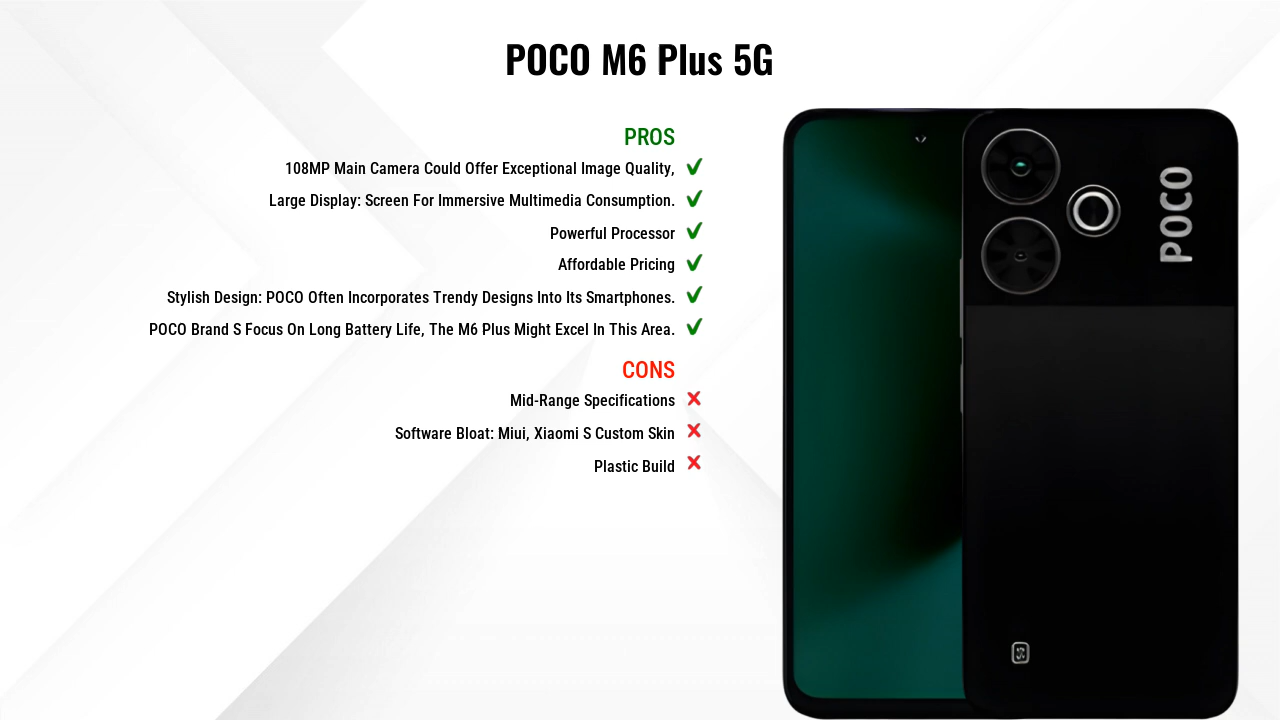 POCO M6 Plus 5G
PROS
108MP Main Camera Could Offer Exceptional Image Quality,
Large Display: Screen For Immersive Multimedia Consumption.
Powerful Processor
Affordable Pricing
Stylish Design: POCO Often Incorporates Trendy Designs Into Its Smartphones.
POCO Brand S Focus On Long Battery Life, The M6 Plus Might Excel In This Area.
CONS
Mid-Range Specifications
Software Bloat: Miui, Xiaomi S Custom Skin
Plastic Build
POCO